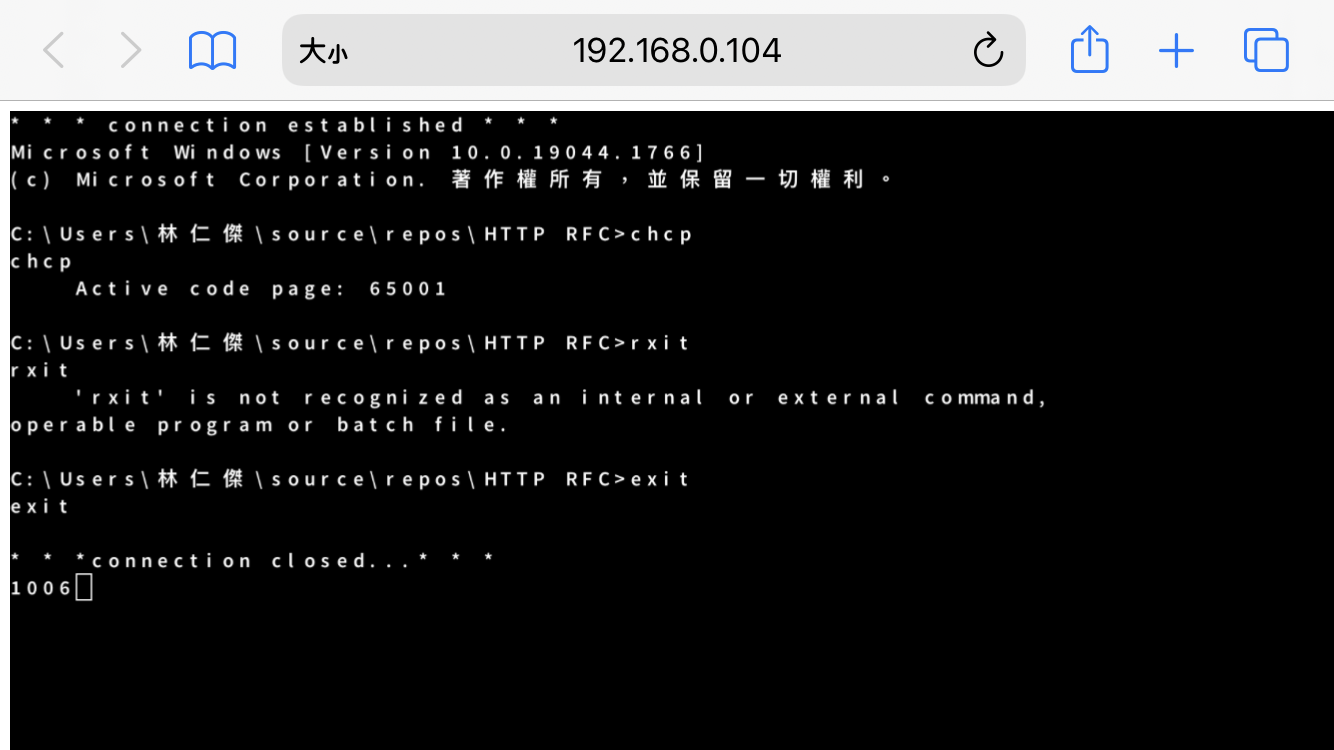 大小 192.168.0.104
* * * connection established * * *
Microsoft Windows [Version 10.0.19044.1766]
(c) Microsoft Corporation. 著作權所有，並保留一切權利。
C:\Users\林仁傑\source\repos\HTTP RFC>chcp
chcp
Active code page: 65001
C:\Users\林仁傑\source\repos\HTTP RFC>rxit
rxit
'rxit' is not recognized as an internal or external command,
operable program or batch file.
C:\Users\林仁傑\source\repos\HTTP RFC>exit
exit
* * *connection closed...* * *
1006